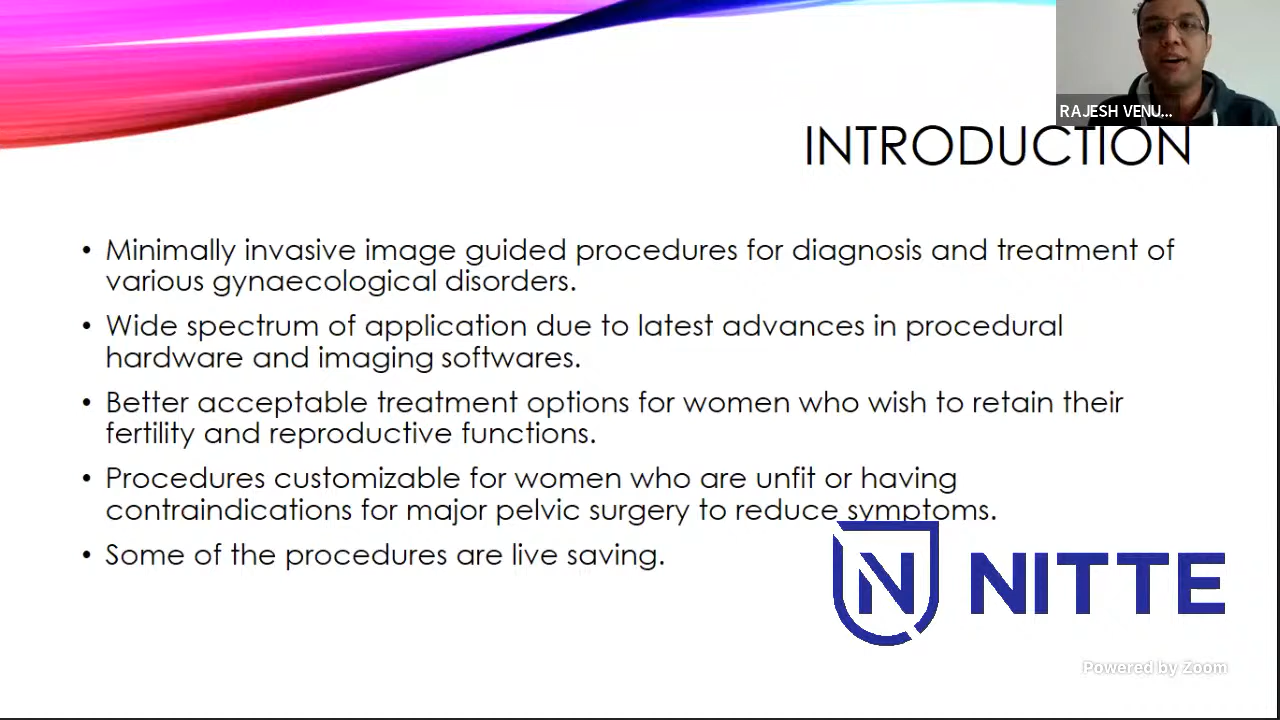 RAJESH VENU...
INTRODUCTION
• Minimally invasive image guided procedures for diagnosis and treatment of
various gynaecological disorders.
• Wide spectrum of application due to latest advances in procedural
hardware and imaging softwares.
• Better acceptable treatment options for women who wish to retain their
fertility and reproductive functions.
• Procedures customizable for women who are unfit or having
contraindications for major pelvic surgery to reduce symptoms.
• Some of the procedures are live saving.
N NITTE
Powered by Zoom